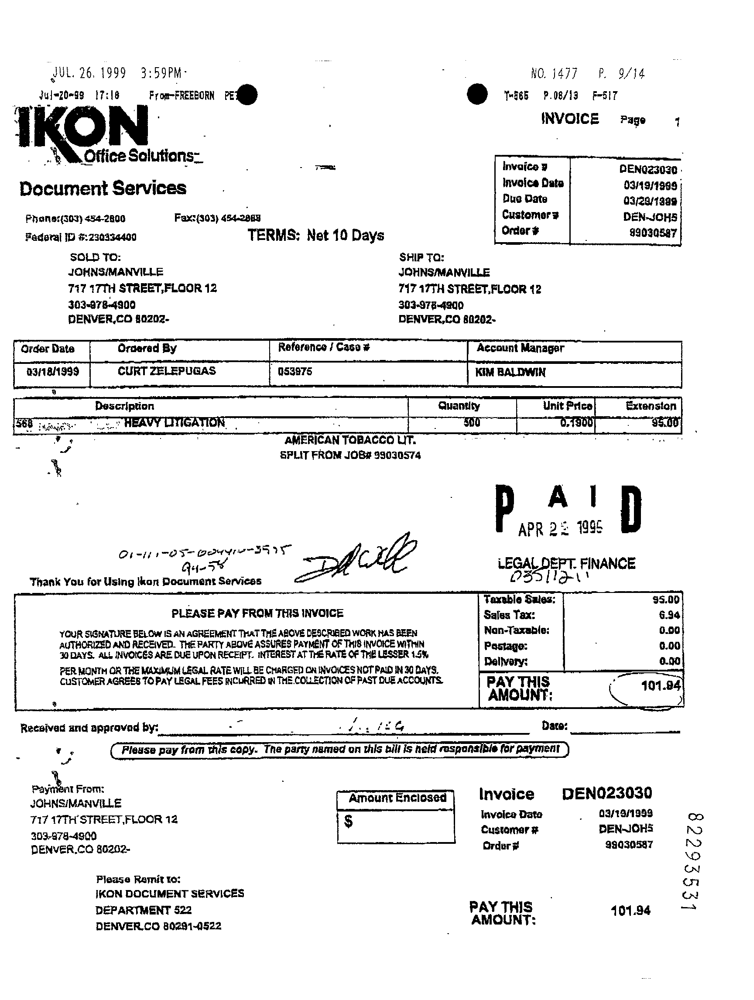 JUL. 26. 1999 3:59PM NO. 1477 P. 9/14
Jul-20-99 17:18 From-FREEBORN T-865 P.08/13 F-517
IKON
Office Solutions
INVOICE Page 1
Document Services
Phone:(303) 454-2800 Fax:(303) 454-2868
Federal ID #:230334400
TERMS: Net 10 Days
Invoice # DEN023030
Invoice Date 03/19/1999
Due Date 03/29/1999
Customer # DEN-JOHS
Order # 99030587
SOLD TO:
JOHNS/MANVILLE
717 17TH STREET,FLOOR 12
303-978-4900
DENVER,CO 80202-
SHIP TO:
JOHNS/MANVILLE
717 17TH STREET,FLOOR 12
303-978-4900
DENVER,CO 80202-
Order Date Ordered By Reference / Case # Account Manager
03/18/1999 CURT ZELEPUGAS 053975 KIM BALDWIN
Description Quantity Unit Price Extension
568 HEAVY LITIGATION 500 0.1900 95.00
AMERICAN TOBACCO LIT.
SPLIT FROM JOB# 99030574
PAID
APR 22 1995
LEGAL DEPT. FINANCE
Thank You for Using Ikon Document Services
PLEASE PAY FROM THIS INVOICE
YOUR SIGNATURE BELOW IS AN AGREEMENT THAT THE ABOVE DESCRIBED WORK HAS BEEN
AUTHORIZED AND RECEIVED. THE PARTY ABOVE ASSURES PAYMENT OF THIS INVOICE WITHIN
30 DAYS. ALL INVOICES ARE DUE UPON RECEIPT. INTEREST AT THE RATE OF THE LESSER 1.5%
PER MONTH OR THE MAXIMUM LEGAL RATE WILL BE CHARGED ON INVOICES NOT PAID IN 30 DAYS.
CUSTOMER AGREES TO PAY LEGAL FEES INCURRED IN THE COLLECTION OF PAST DUE ACCOUNTS.
Taxable Sales: 95.00
Sales Tax: 6.94
Non-Taxable: 0.00
Postage: 0.00
Delivery: 0.00
PAY THIS
AMOUNT: 101.94
Received and approved by: Date:
Please pay from this copy. The party named on this bill is held responsible for payment
Payment From:
JOHNS/MANVILLE
717 17TH STREET,FLOOR 12
303-978-4900
DENVER,CO 80202-
Amount Enclosed
$
Invoice DEN023030
Invoice Date 03/19/1999
Customer # DEN-JOHS
Order # 99030587
Please Remit to:
IKON DOCUMENT SERVICES
DEPARTMENT 522
DENVER,CO 80291-0522
PAY THIS
AMOUNT: 101.94
82293531